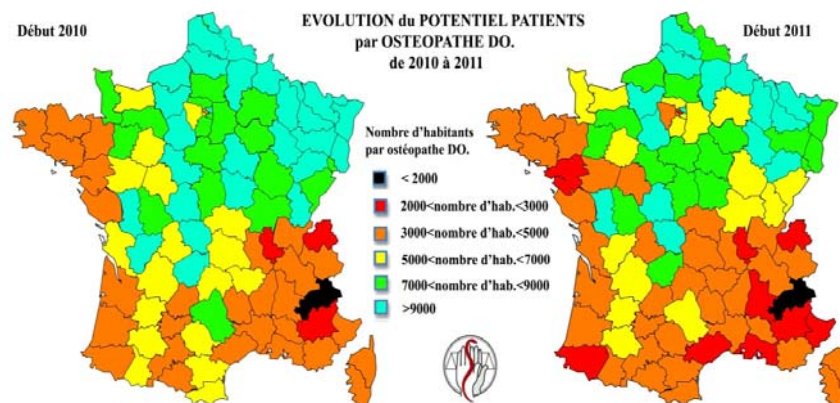 EVOLUTION du POTENTIEL PATIENTS
par OSTEOPATHE DO.
de 2010 à 2011
Début 2010
Début 2011
Nombre d'habitants
par ostéopathe DO.
< 2000
2000<nombre d'hab.<3000
3000<nombre d'hab.<5000
5000<nombre d'hab.<7000
7000<nombre d'hab.<9000
>9000